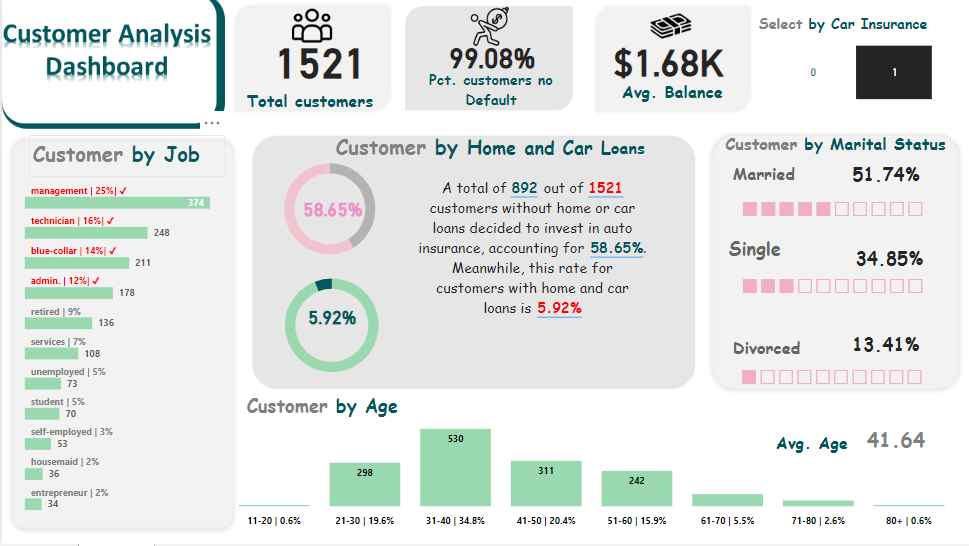 Customer Analysis
Dashboard
1521
Total customers
99.08%
Pct. customers no
Default
$1.68K
Avg. Balance
Select by Car Insurance
0
1
Customer by Job
management | 25%| ✓
374
technician | 16%| ✓
248
blue-collar | 14%| ✓
211
admin. | 12%| ✓
178
retired | 9%
136
services | 7%
108
unemployed | 5%
73
student | 5%
70
self-employed | 3%
53
housemaid | 2%
36
entrepreneur | 2%
34
Customer by Home and Car Loans
58.65%
5.92%
A total of 892 out of 1521
customers without home or car
loans decided to invest in auto
insurance, accounting for 58.65%.
Meanwhile, this rate for
customers with home and car
loans is 5.92%
Customer by Marital Status
Married 51.74%
Single 34.85%
Divorced 13.41%
Customer by Age
Avg. Age 41.64
298
530
311
242
11-20 | 0.6%
21-30 | 19.6%
31-40 | 34.8%
41-50 | 20.4%
51-60 | 15.9%
61-70 | 5.5%
71-80 | 2.6%
80+ | 0.6%